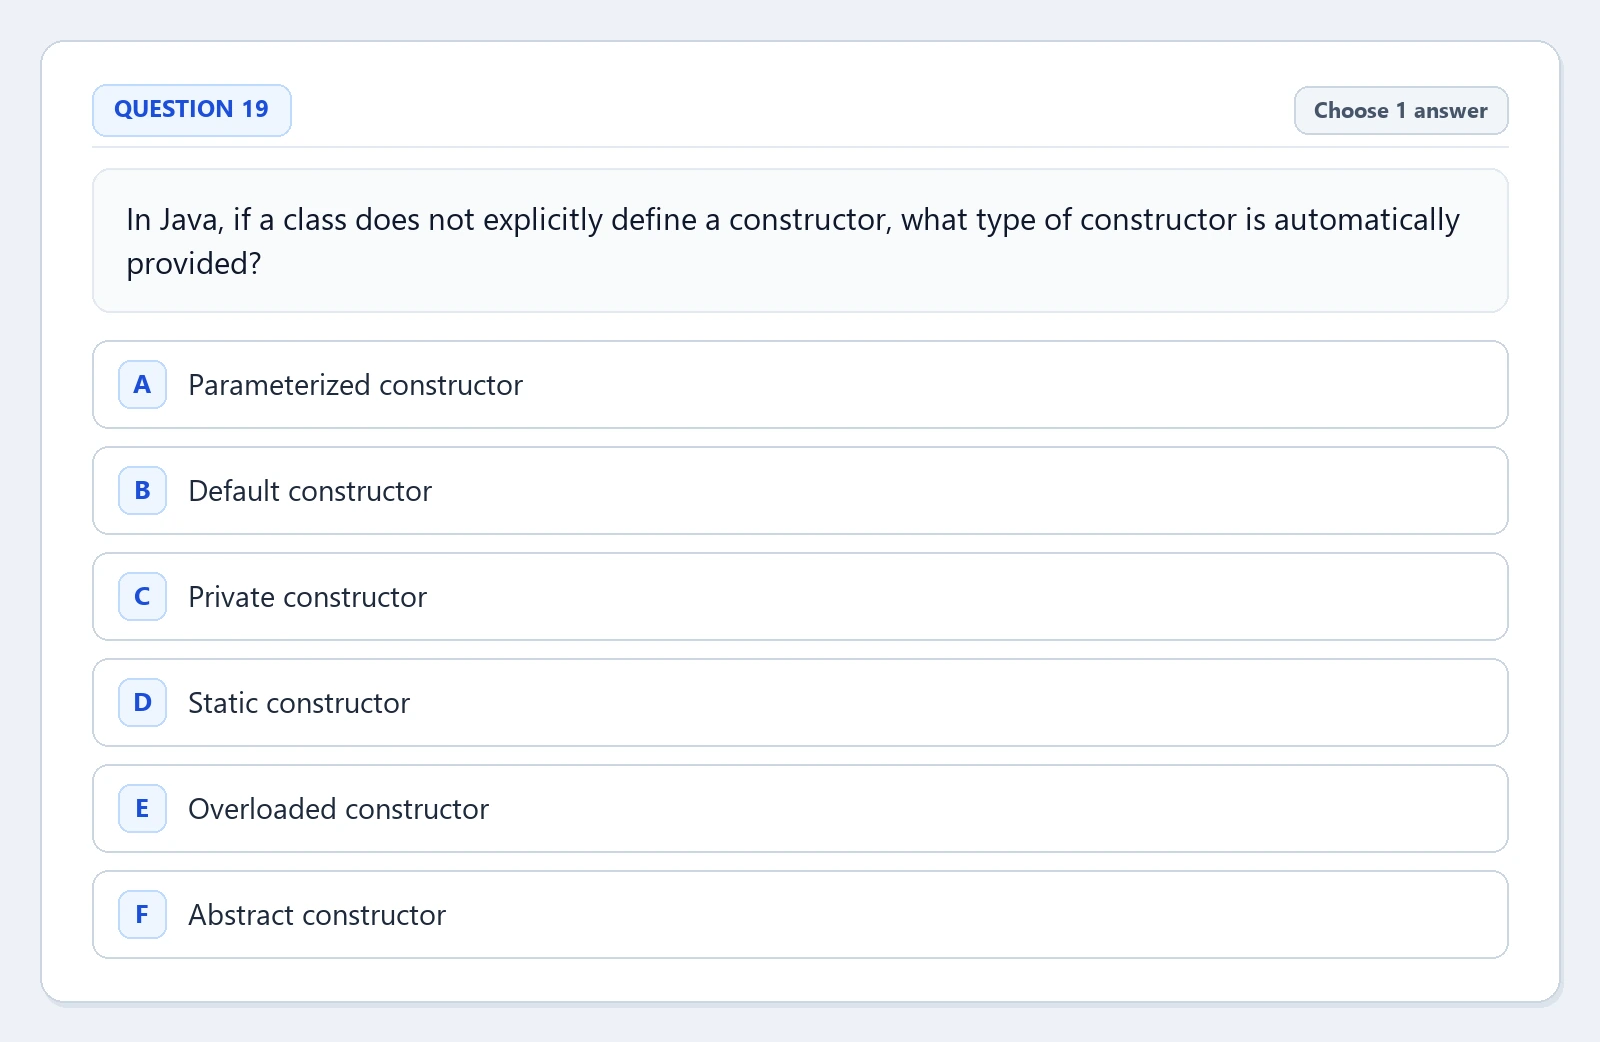 QUESTION 19
Choose 1 answer
In Java, if a class does not explicitly define a constructor, what type of constructor is automatically
provided?
A Parameterized constructor
B Default constructor
C Private constructor
D Static constructor
E Overloaded constructor
F Abstract constructor